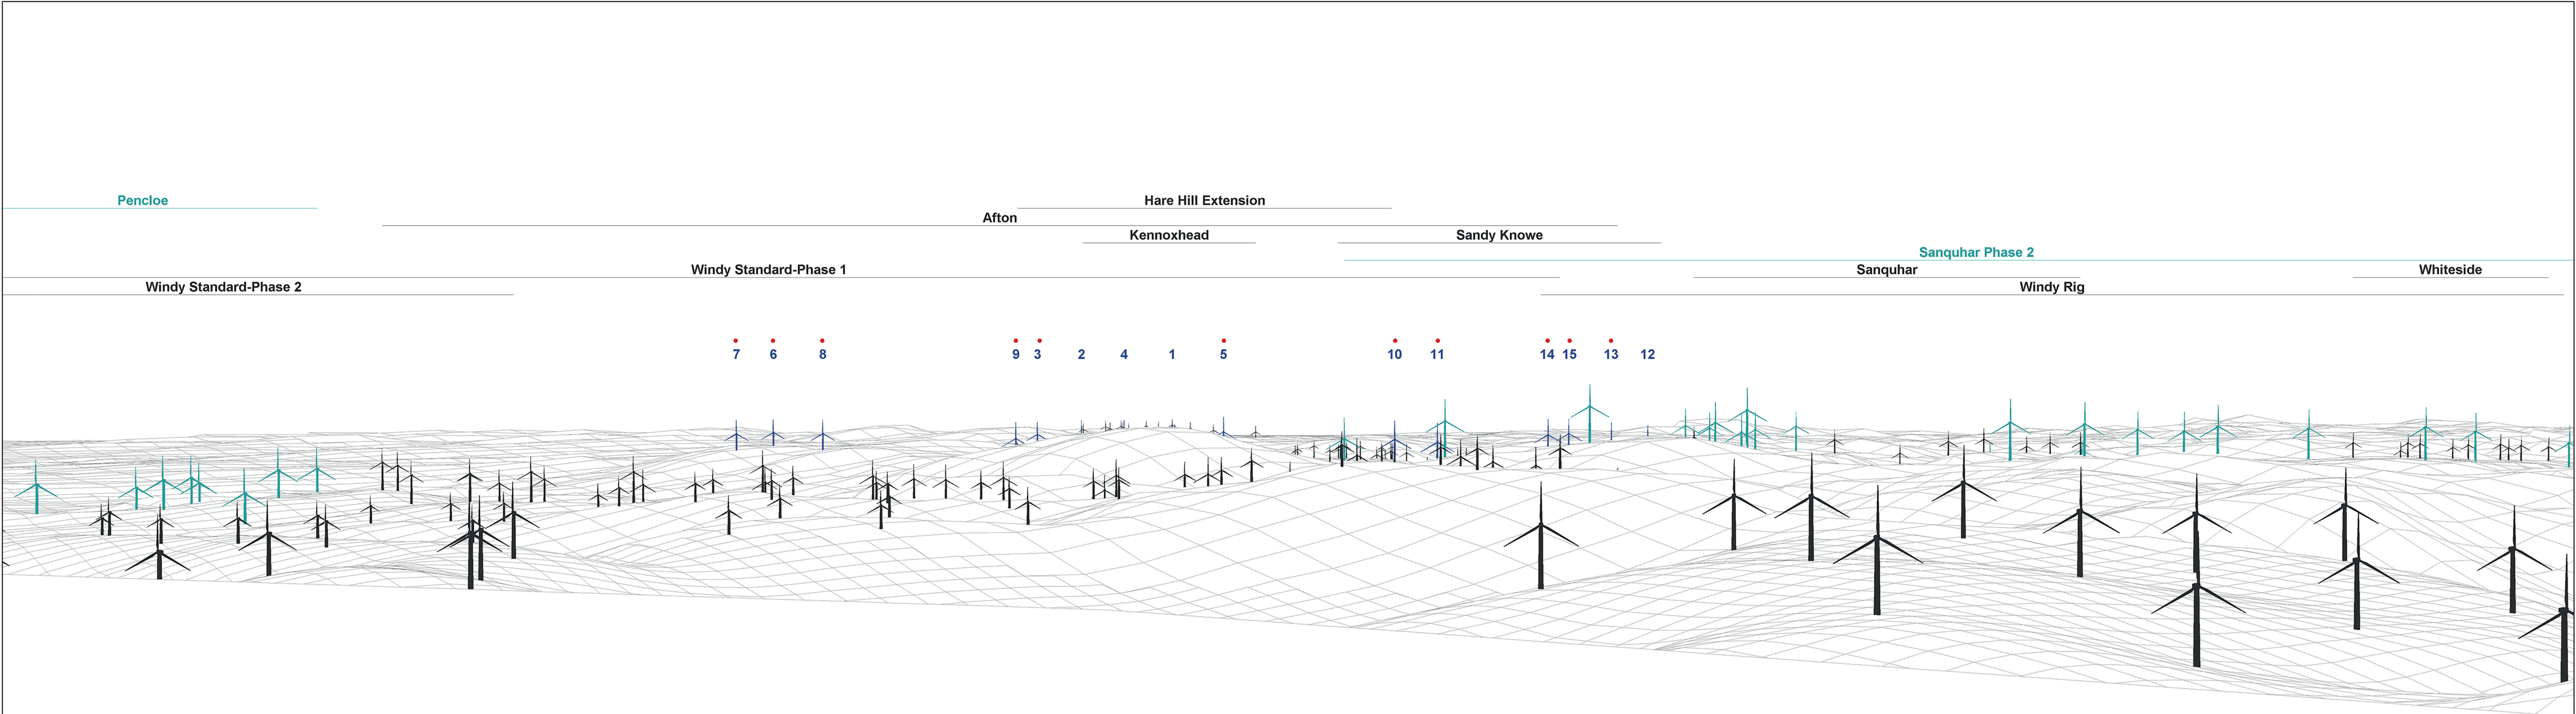 Pencloe
Hare Hill Extension
Afton
Kennoxhead
Sandy Knowe
Sanquhar Phase 2
Windy Standard-Phase 1
Sanquhar
Whiteside
Windy Standard-Phase 2
Windy Rig
7 6 8 9 3 2 4 1 5 10 11 14 15 13 12